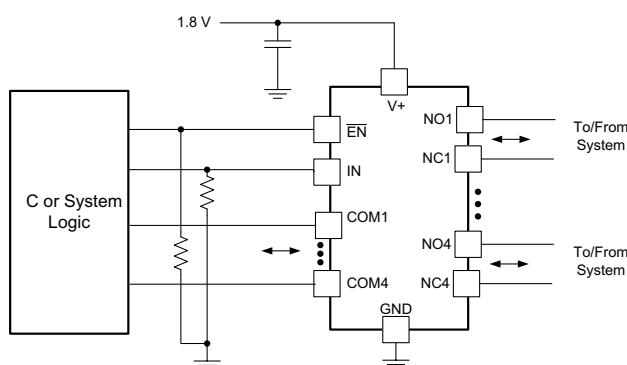 1.8 V
V+
C or System
Logic
EN
IN
COM1
COM4
GND
NO1
NC1
NO4
NC4
To/From
System
To/From
System